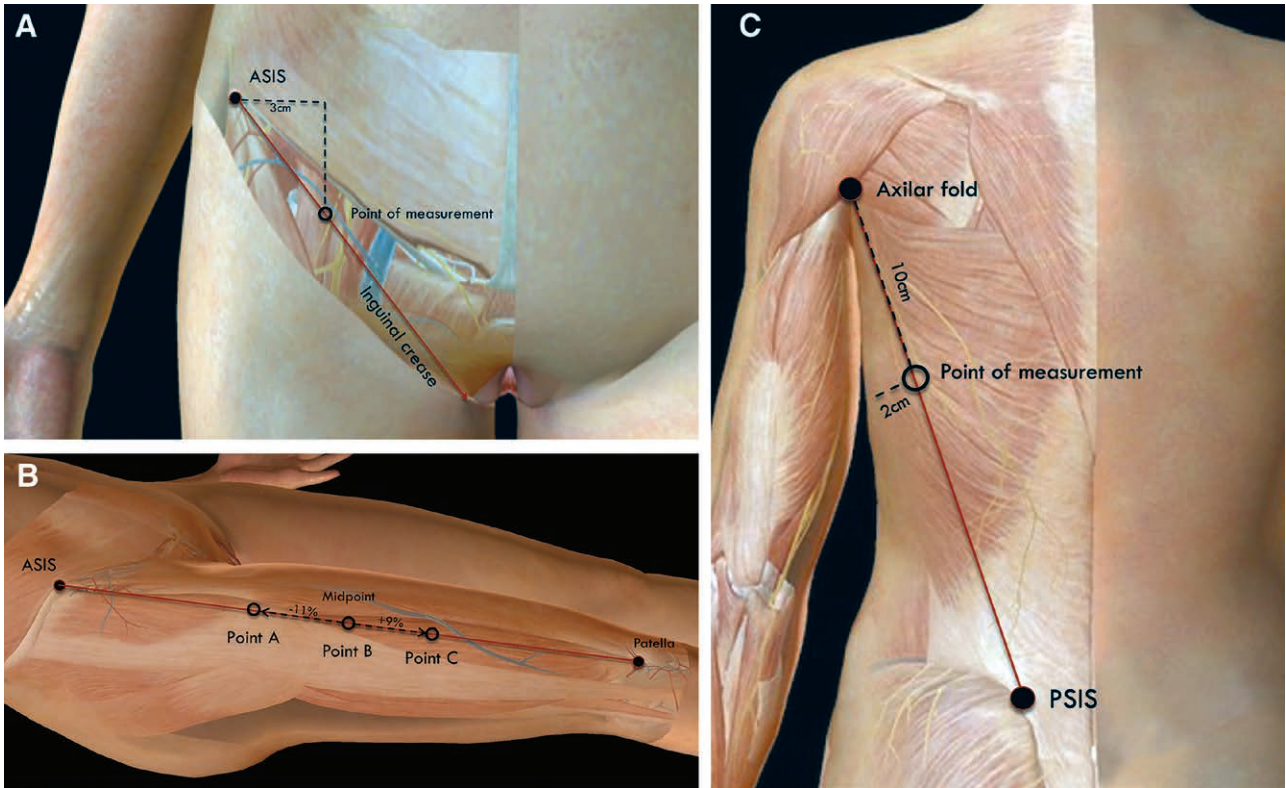 A
ASIS
3cm
Point of measurement
Inguinal crease
B
ASIS
Midpoint
-11%
+9%
Point A
Point B
Point C
Patella
C
Axilar fold
10cm
Point of measurement
2cm
PSIS